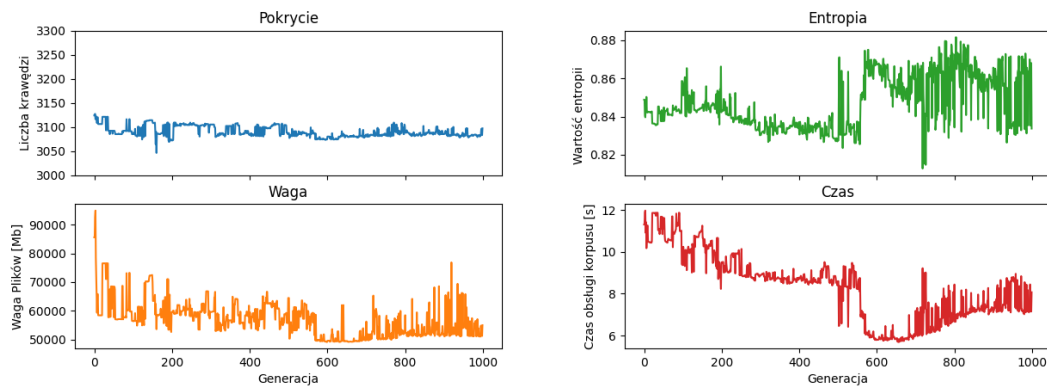 Pokrycie
Liczba krawędzi
3300
3250
3200
3150
3100
3050
3000
Entropia
Wartość entropii
0.88
0.86
0.84
0.82
Waga
Waga Plików [Mb]
90000
80000
70000
60000
50000
0 200 400 600 800 1000
Generacja
Czas
Czas obsługi korpusu [s]
12
10
8
6
0 200 400 600 800 1000
Generacja